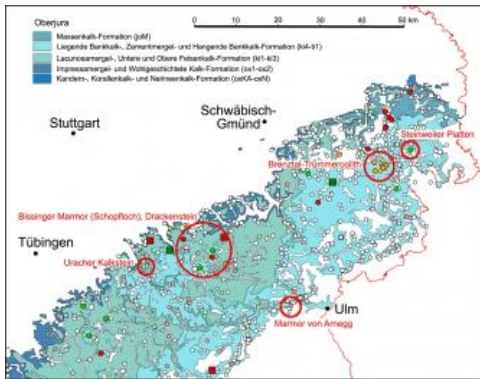 Oberjura
Massenkalk-Formation (joM)
Liegende Bankkalk-, Zementmergel- und Hangende Bankkalk-Formation (ki4-ti1)
Lacunosamergel-, Untere und Obere Felsenkalk-Formation (ki1-ki3)
Impressamergel- und Wohlgeschichtete Kalk-Formation (ox1-ox2)
Kandern-, Korallenkalk- und Nerineenkalk-Formation (oxKA-oxN)
0 10 20 30 40 50 km
Schwäbisch-
Gmünd
Stuttgart
Steinweiler Platten
Brenztal-Trümmeroolith
Bissinger Marmor (Schopfloch), Drackenstein
Tübingen
Uracher Kalkstein
Ulm
Marmor von Arnegg